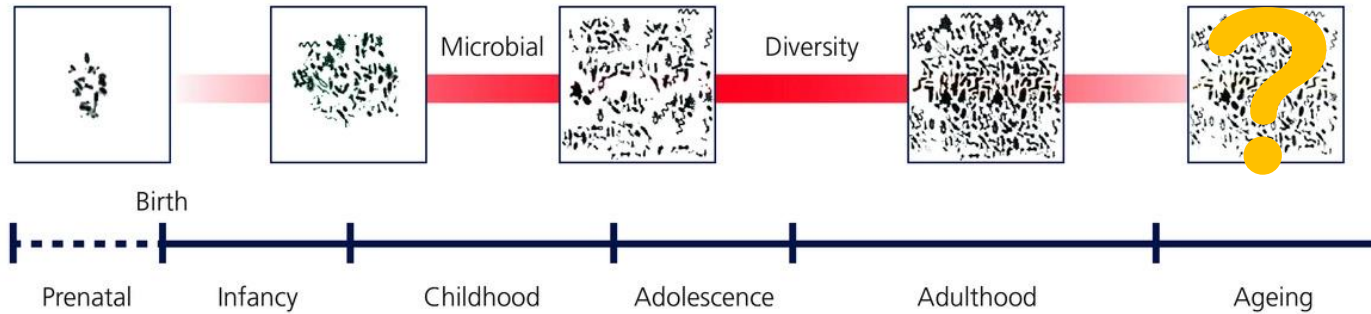 Microbial
Diversity
?
Birth
Prenatal
Infancy
Childhood
Adolescence
Adulthood
Ageing